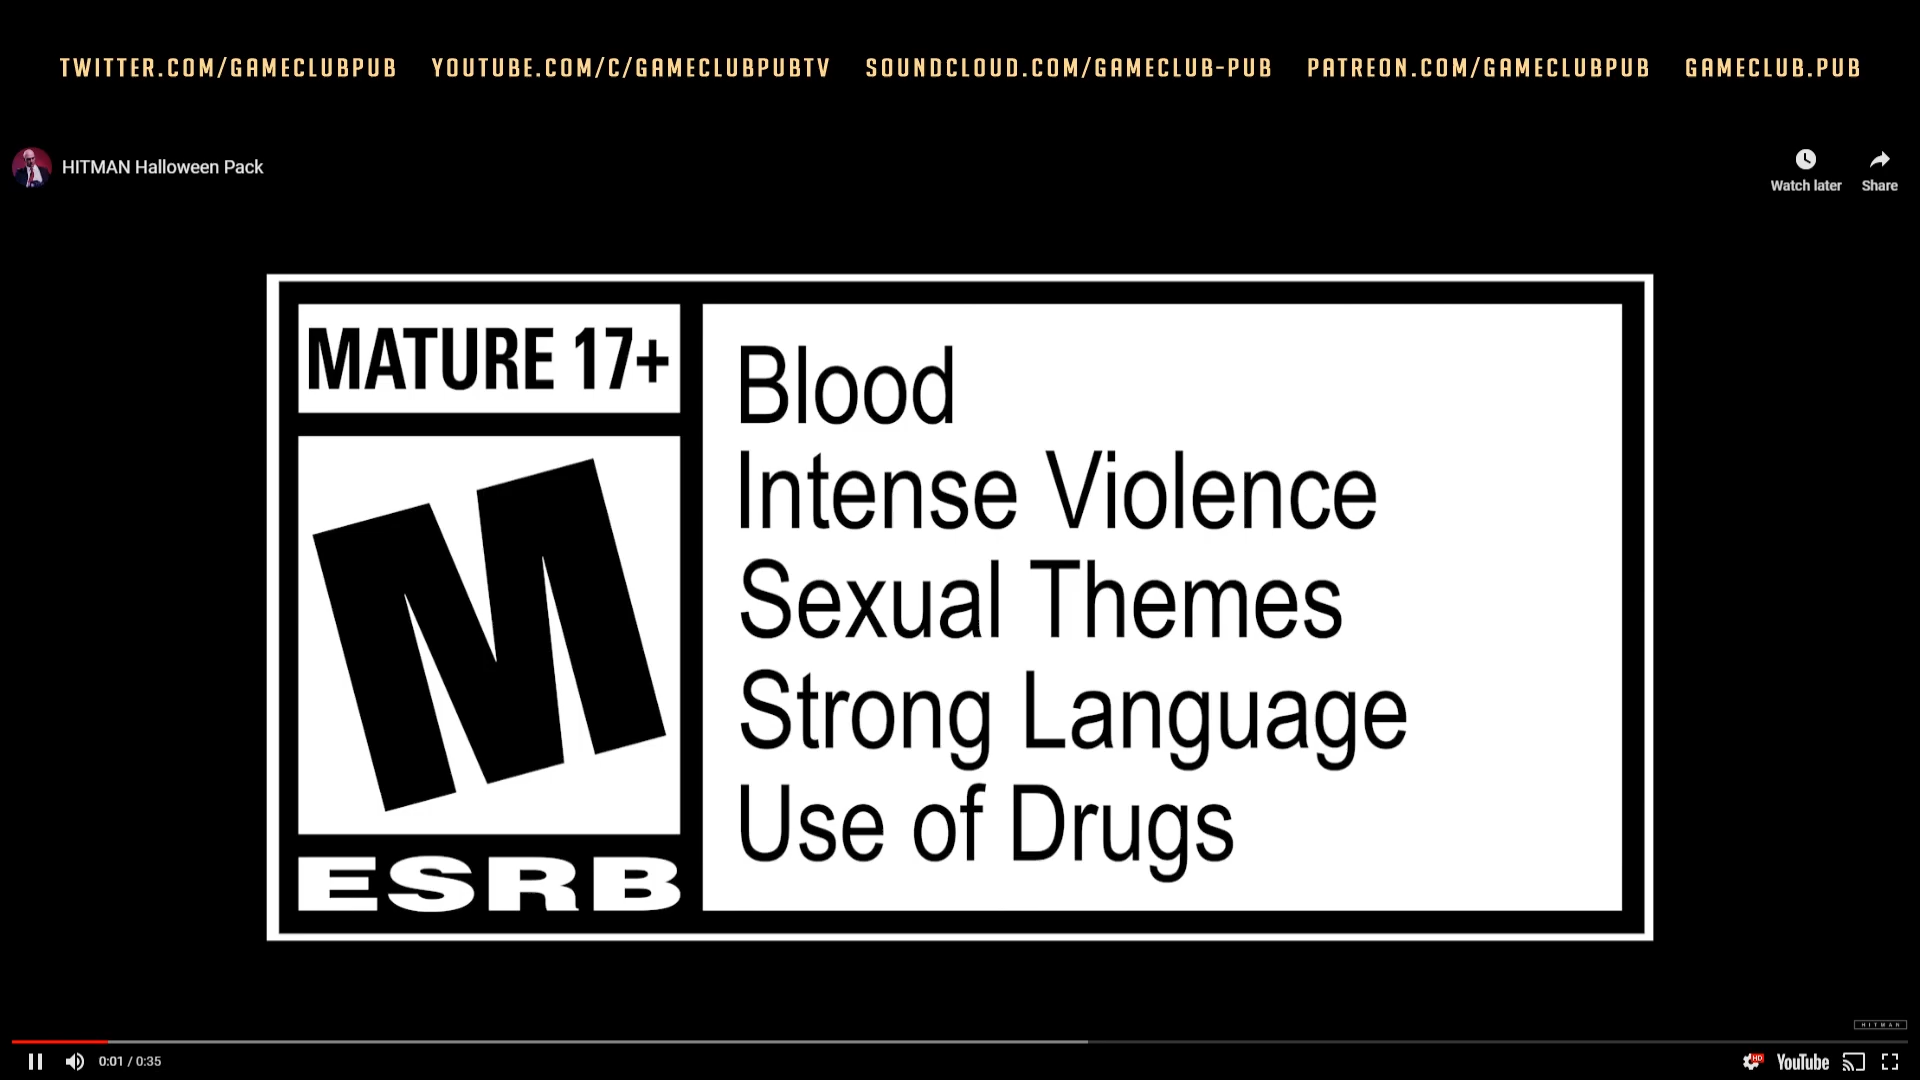 TWITTER.COM/GAMECLUBPUB YOUTUBE.COM/C/GAMECLUBPUBTV SOUNDCLOUD.COM/GAMECLUB-PUB PATREON.COM/GAMECLUBPUB GAMECLUB.PUB
HITMAN Halloween Pack
Watch later Share
MATURE 17+
M
ESRB
Blood
Intense Violence
Sexual Themes
Strong Language
Use of Drugs
HITMAN
0:01 / 0:35
HD YouTube